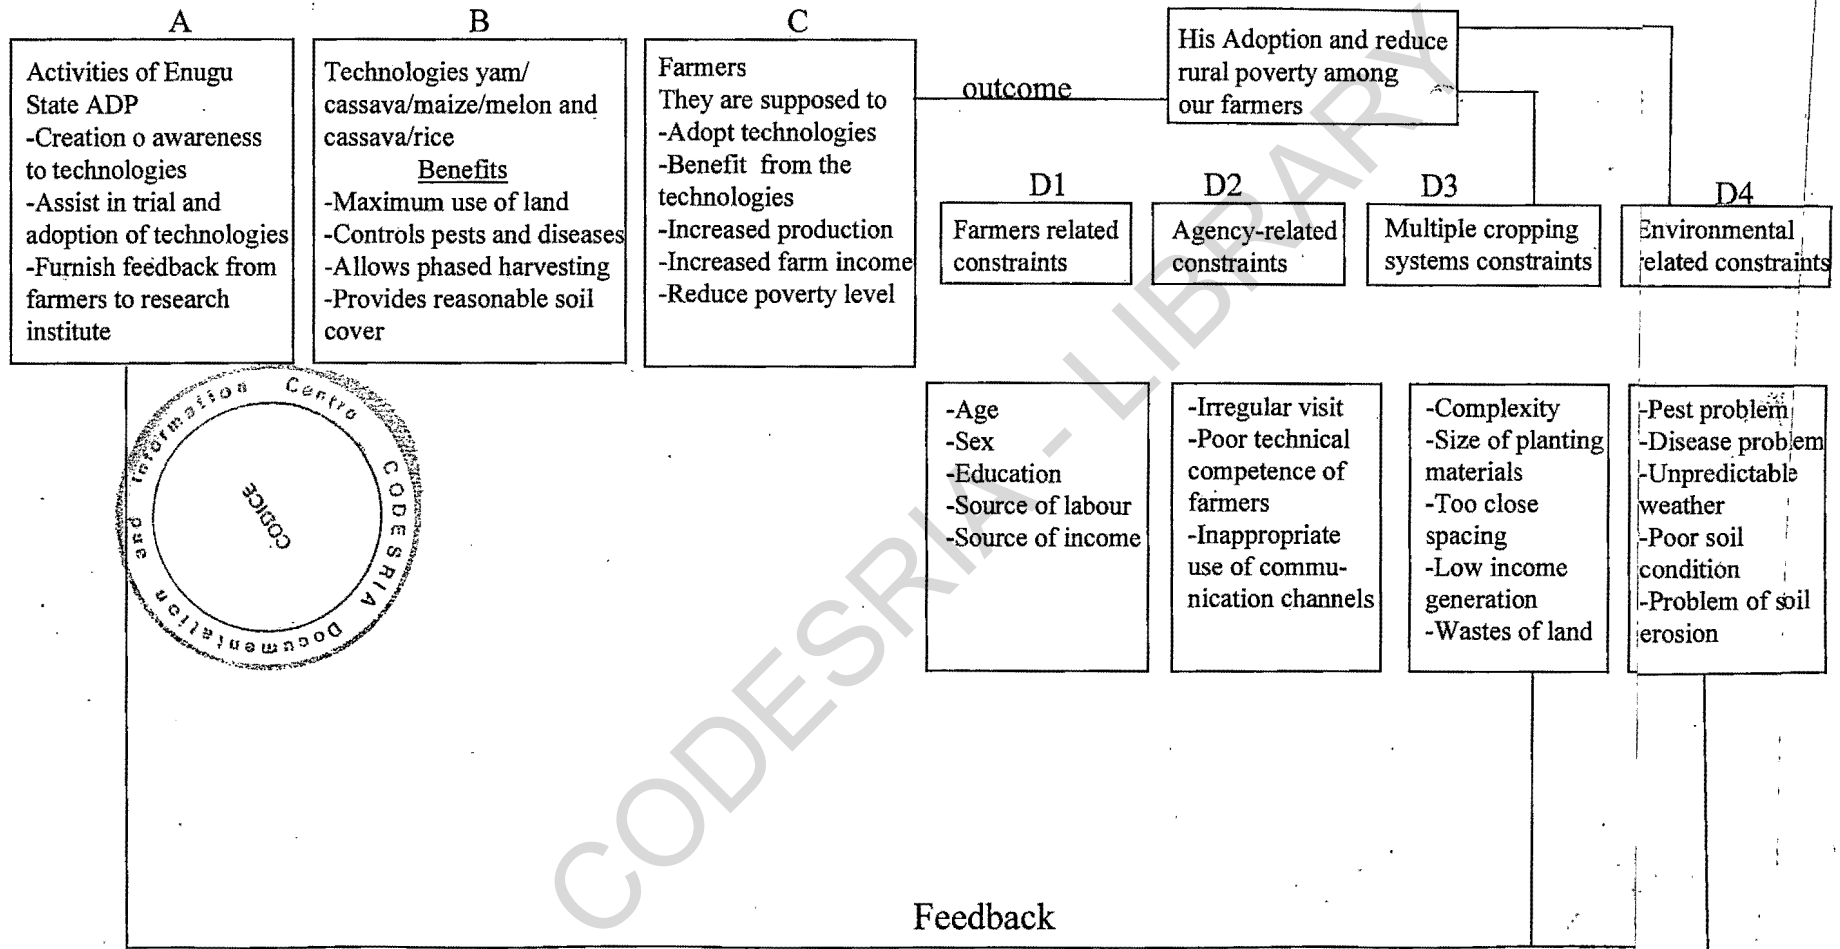 A
Activities of Enugu
State ADP
-Creation o awareness
to technologies
-Assist in trial and
adoption of technologies
-Furnish feedback from
farmers to research
institute
B
Technologies yam/
cassava/maize/melon and
cassava/rice
Benefits
-Maximum use of land
-Controls pests and diseases
-Allows phased harvesting
-Provides reasonable soil
cover
C
Farmers
They are supposed to
-Adopt technologies
-Benefit from the
technologies
-Increased production
-Increased farm income
-Reduce poverty level
outcome
His Adoption and reduce
rural poverty among
our farmers
D1
Farmers related
constraints
D2
Agency-related
constraints
D3
Multiple cropping
systems constraints
D4
Environmental
related constraints
-Age
-Sex
-Education
-Source of labour
-Source of income
-Irregular visit
-Poor technical
competence of
farmers
-Inappropriate
use of commu-
nication channels
-Complexity
-Size of planting
materials
-Too close
spacing
-Low income
generation
-Wastes of land
-Pest problem
-Disease problem
-Unpredictable
weather
-Poor soil
condition
-Problem of soil
erosion
Feedback
CODESRIA Documentation and Information Centre
CODICE
CODESRIA - LIBRARY